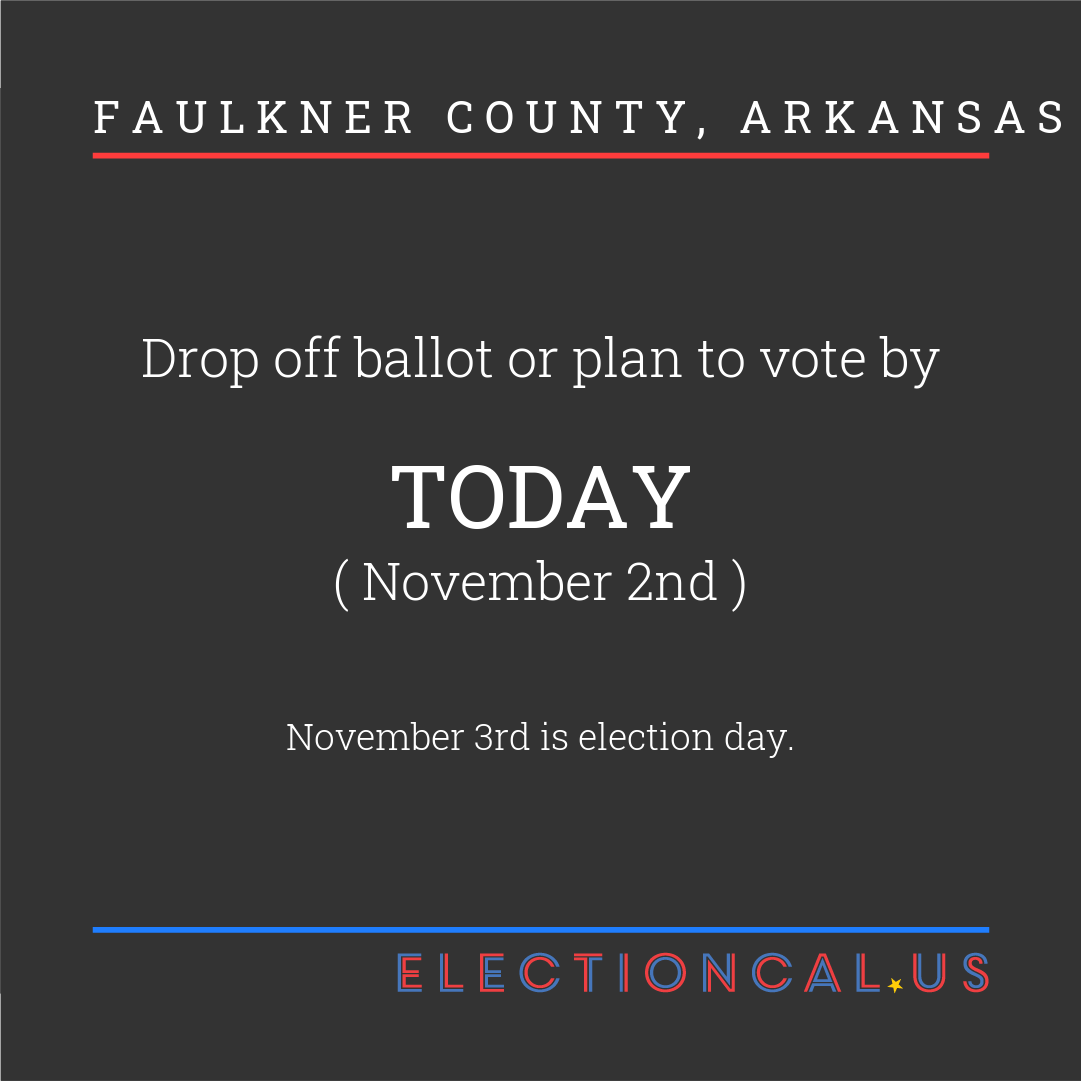 FAULKNER COUNTY, ARKANSAS
Drop off ballot or plan to vote by
TODAY
( November 2nd )
November 3rd is election day.
ELECTIONCAL.US